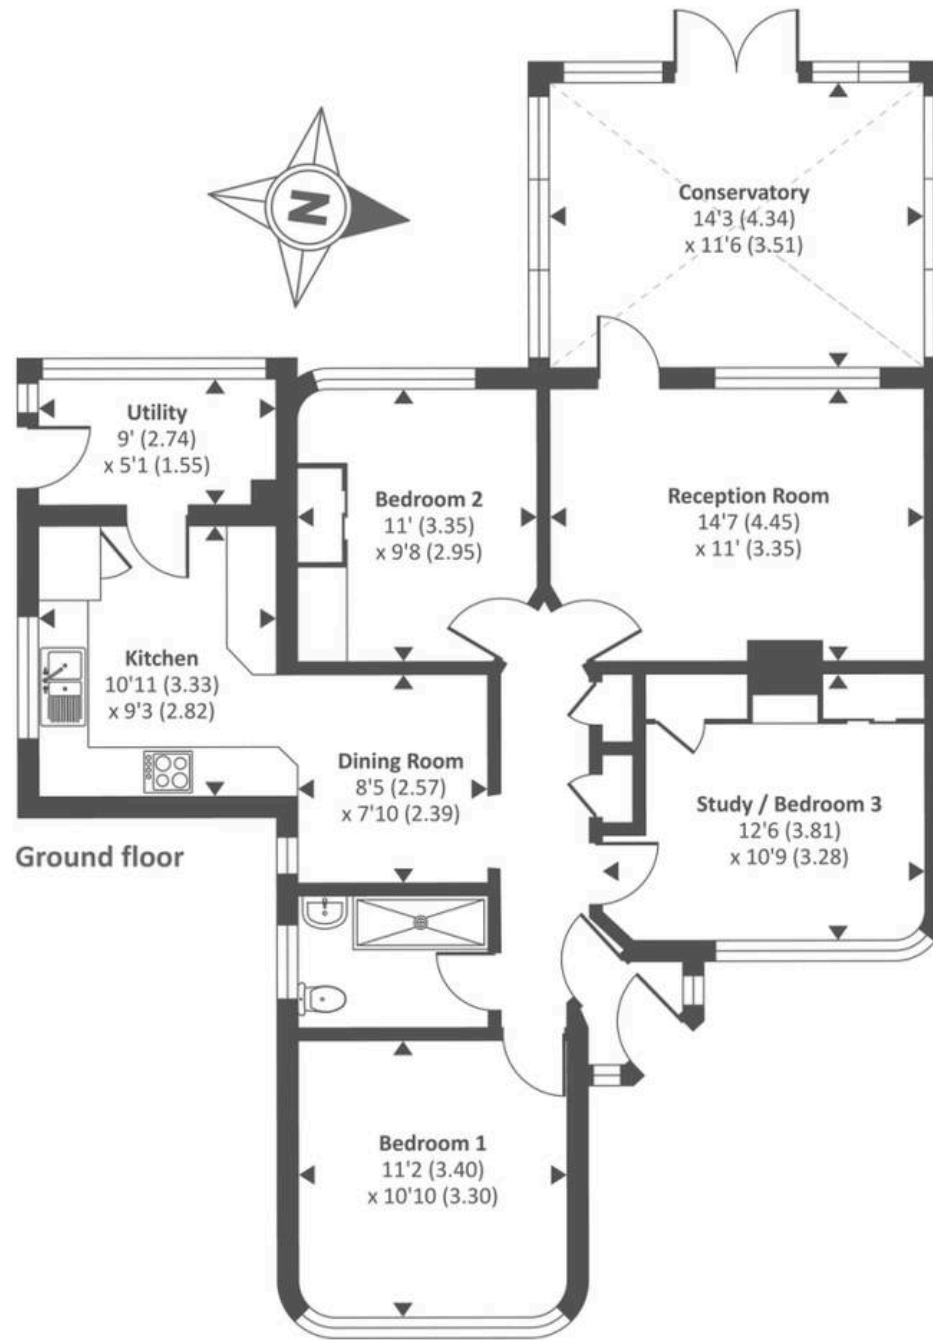 Conservatory
14'3 (4.34)
x 11'6 (3.51)
N
Utility
9' (2.74)
x 5'1 (1.55)
Bedroom 2
11' (3.35)
x 9'8 (2.95)
Reception Room
14'7 (4.45)
x 11' (3.35)
Kitchen
10'11 (3.33)
x 9'3 (2.82)
Dining Room
8'5 (2.57)
x 7'10 (2.39)
Study / Bedroom 3
12'6 (3.81)
x 10'9 (3.28)
Ground floor
Bedroom 1
11'2 (3.40)
x 10'10 (3.30)